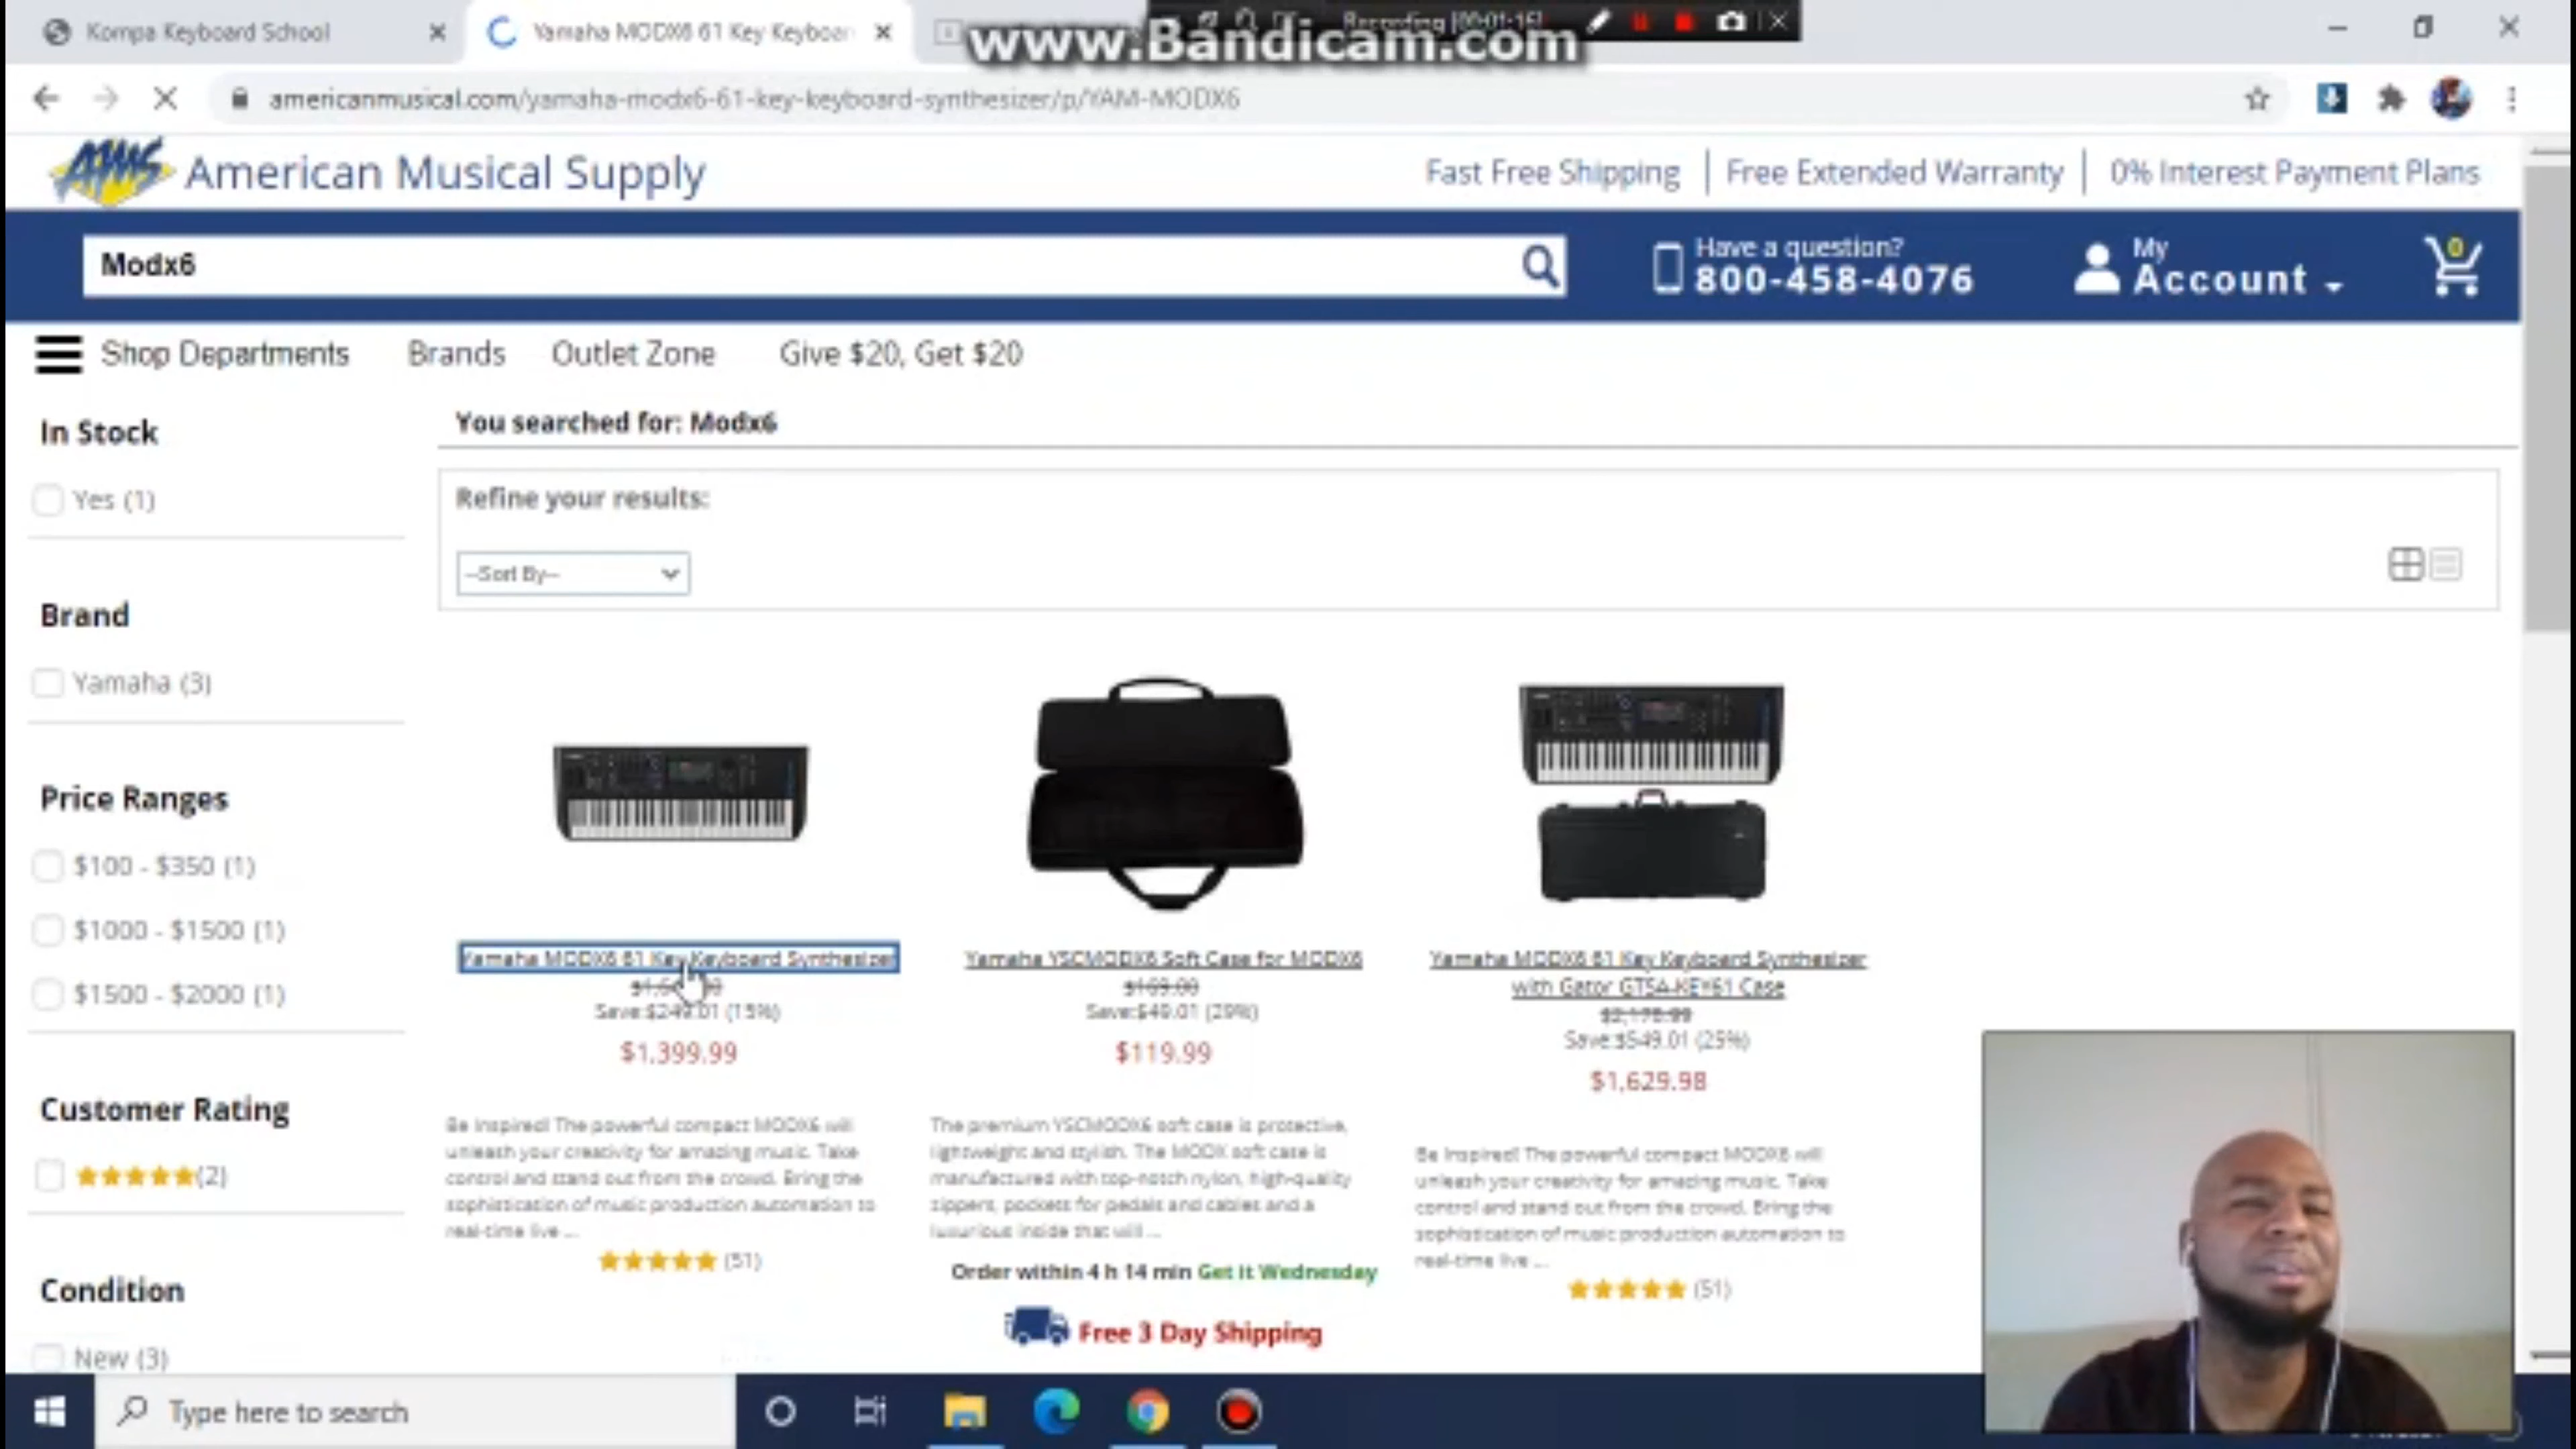 Kompa Keyboard School
Yamaha MODX6 61 Key Keyboar
Recording [00:01:15]
www.Bandicam.com
americanmusical.com/yamaha-modx6-61-key-keyboard-synthesizer/p/YAM-MODX6
AMS American Musical Supply
Fast Free Shipping
Free Extended Warranty
0% Interest Payment Plans
Modx6
Have a question?
800-458-4076
My
Account
0
Shop Departments
Brands
Outlet Zone
Give $20, Get $20
In Stock
Yes (1)
Brand
Yamaha (3)
Price Ranges
$100 - $350 (1)
$1000 - $1500 (1)
$1500 - $2000 (1)
Customer Rating
(2)
Condition
New (3)
You searched for: Modx6
Refine your results:
--Sort By--
Yamaha MODX6 61 Key Keyboard Synthesizer
Save:$249.01 (15%)
$1,399.99
Be Inspired! The powerful compact MODX6 will
unleash your creativity for amazing music. Take
control and stand out from the crowd. Bring the
sophistication of music production automation to
real-time live ...
(51)
Yamaha YSCMODX6 Soft Case for MODX6
$169.00
Save:$49.01 (29%)
$119.99
The premium YSCMODX6 soft case is protective,
lightweight and stylish. The MODX soft case is
manufactured with top-notch nylon, high-quality
zippers, pockets for pedals and cables and a
luxurious inside that will ...
Order within 4 h 14 min Get it Wednesday
Free 3 Day Shipping
Yamaha MODX6 61 Key Keyboard Synthesizer
with Gator GTSA-KEY61 Case
$2,178.99
Save:$549.01 (25%)
$1,629.98
Be Inspired! The powerful compact MODX6 will
unleash your creativity for amazing music. Take
control and stand out from the crowd. Bring the
sophistication of music production automation to
real-time live ...
(51)
Type here to search